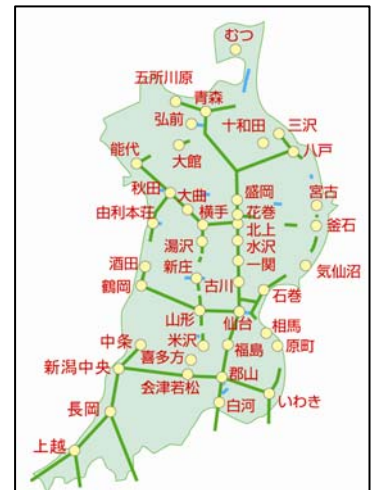 むつ
五所川原
青森
弘前
十和田
三沢
八戸
能代
大館
秋田
大曲
盛岡
宮古
由利本荘
横手
花巻
北上
釜石
湯沢
水沢
酒田
新庄
一関
気仙沼
鶴岡
古川
石巻
山形
仙台
相馬
中条
米沢
福島
原町
喜多方
新潟中央
会津若松
郡山
いわき
長岡
白河
上越